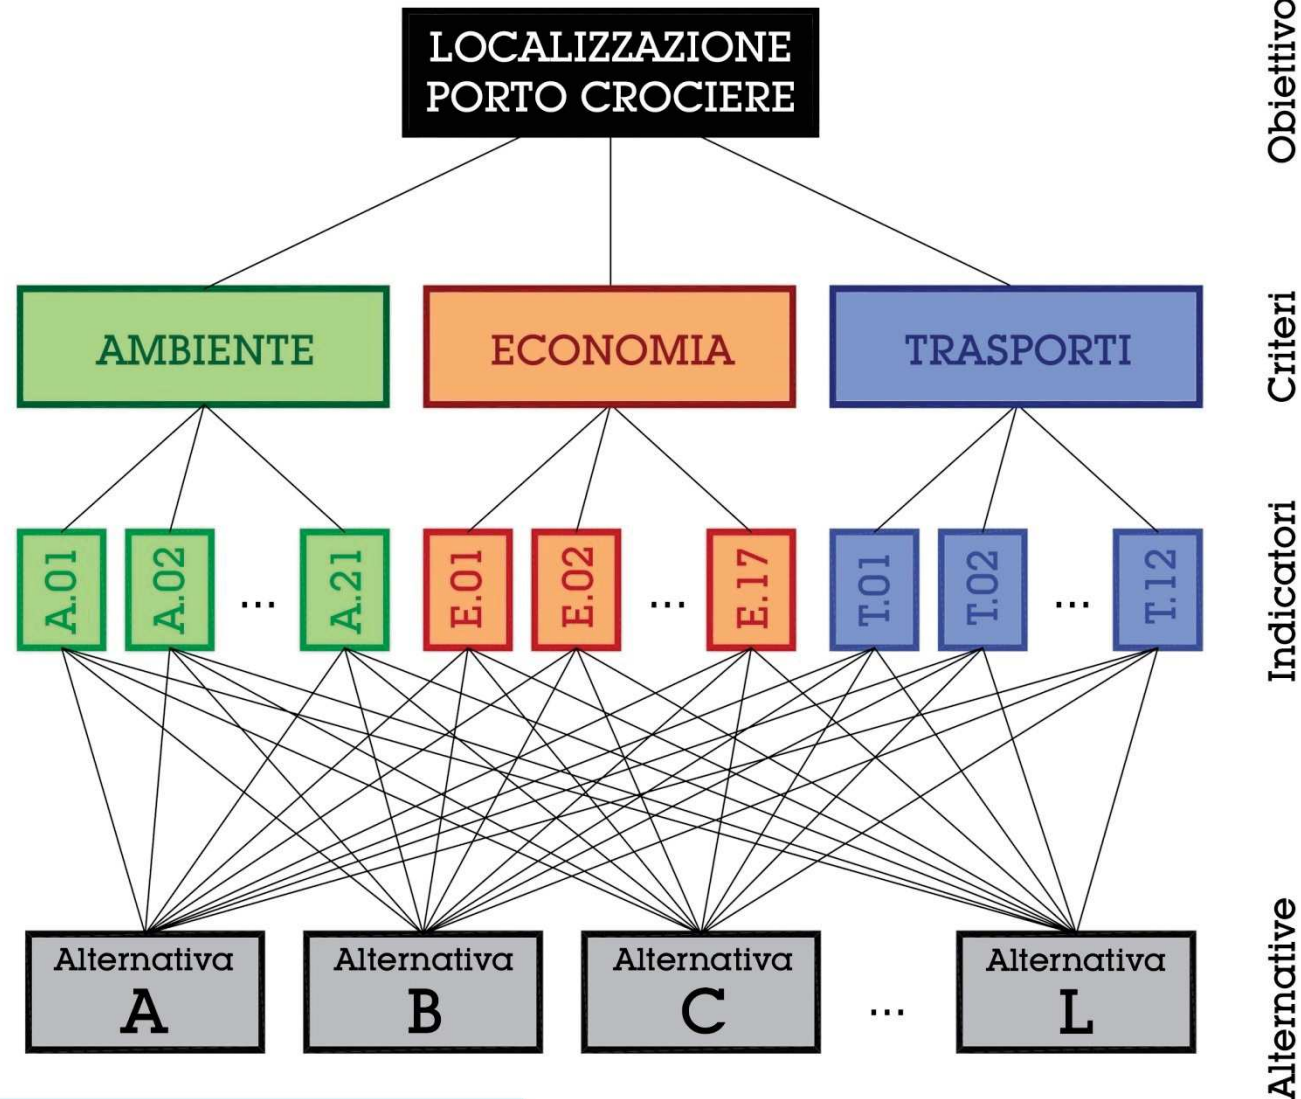 LOCALIZZAZIONE
PORTO CROCIERE
Obiettivo
AMBIENTE
ECONOMIA
TRASPORTI
Criteri
A.01
A.02
...
A.21
E.01
E.02
...
E.17
T.01
T.02
...
T.12
Indicatori
Alternativa
A
Alternativa
B
Alternativa
C
...
Alternativa
L
Alternative